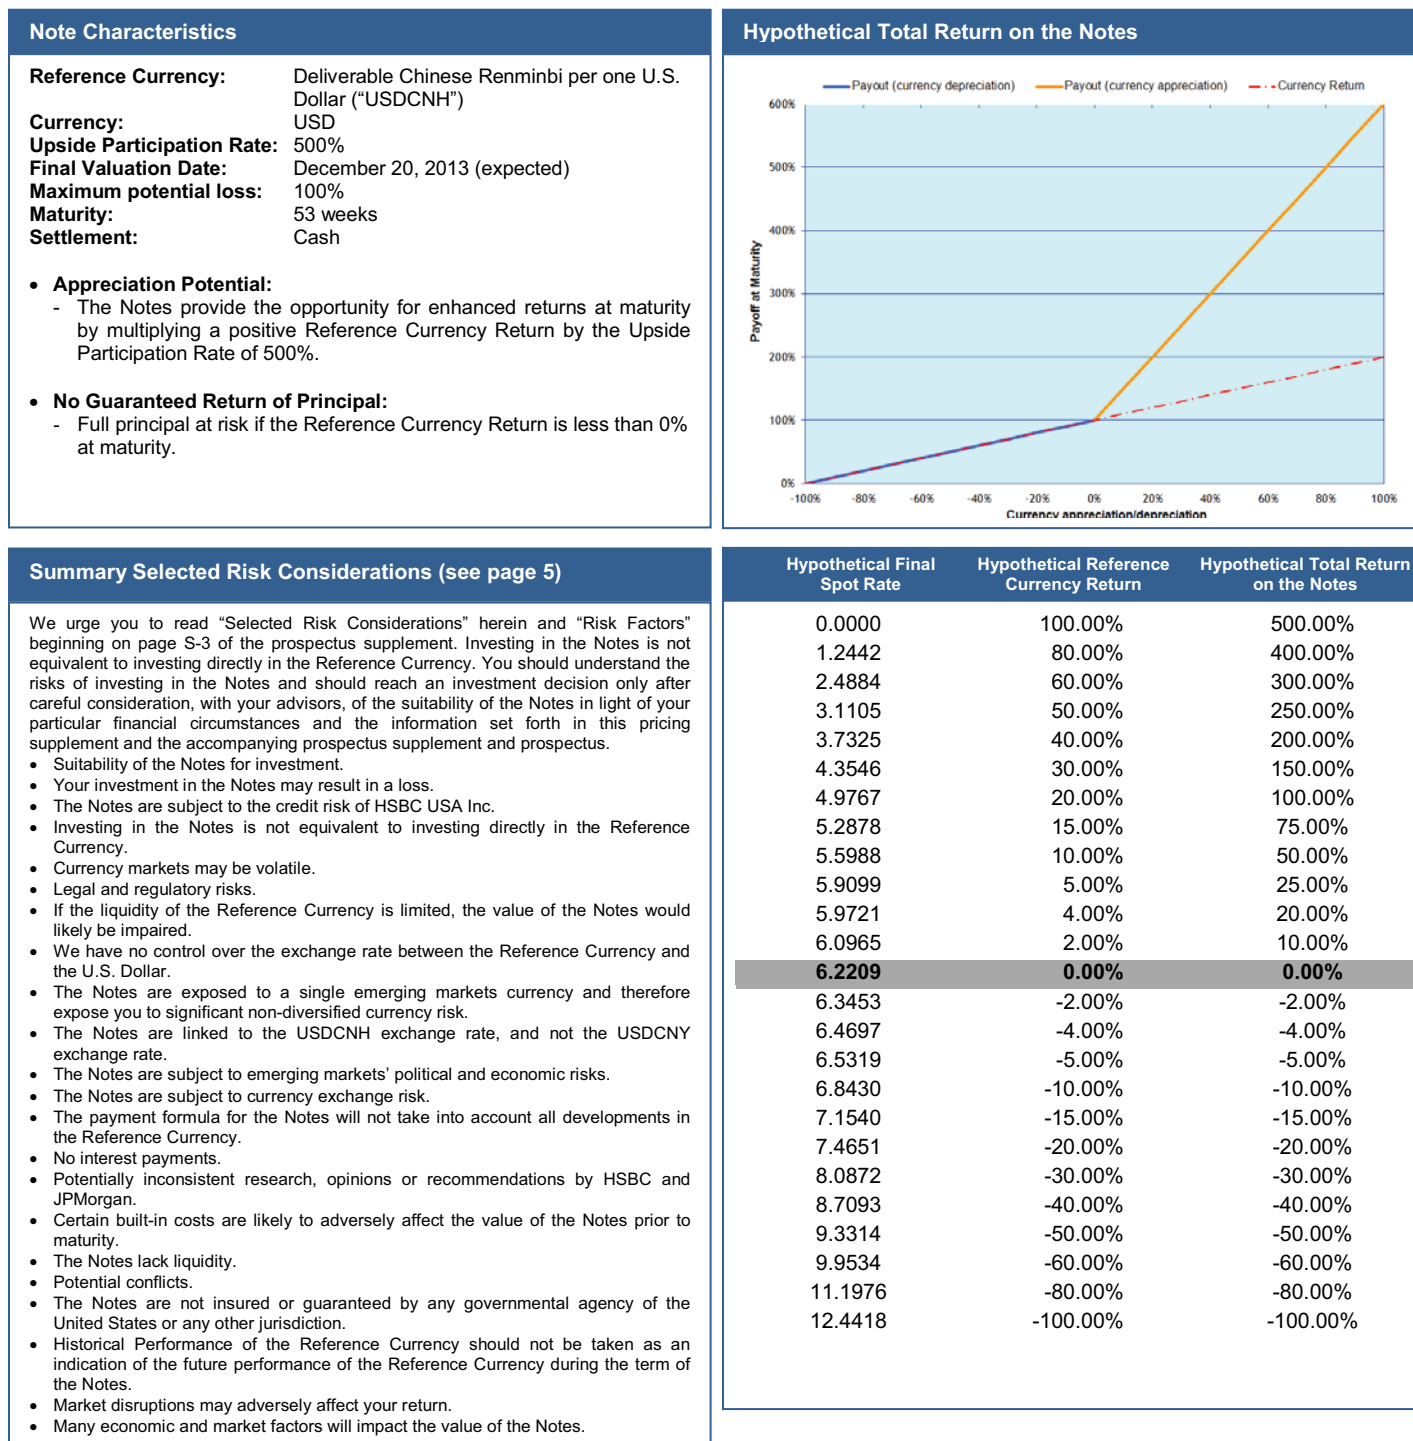 Note Characteristics
Reference Currency: Deliverable Chinese Renminbi per one U.S.
Dollar (“USDCNH”)
Currency: USD
Upside Participation Rate: 500%
Final Valuation Date: December 20, 2013 (expected)
Maximum potential loss: 100%
Maturity: 53 weeks
Settlement: Cash
• Appreciation Potential:
- The Notes provide the opportunity for enhanced returns at maturity
by multiplying a positive Reference Currency Return by the Upside
Participation Rate of 500%.
• No Guaranteed Return of Principal:
- Full principal at risk if the Reference Currency Return is less than 0%
at maturity.
Hypothetical Total Return on the Notes
Payout (currency depreciation) Payout (currency appreciation) Currency Return
600%
500%
400%
300%
200%
100%
0%
Payoff at Maturity
-100% -80% -60% -40% -20% 0% 20% 40% 60% 80% 100%
Currency appreciation/depreciation
Summary Selected Risk Considerations (see page 5)
We urge you to read “Selected Risk Considerations” herein and “Risk Factors”
beginning on page S-3 of the prospectus supplement. Investing in the Notes is not
equivalent to investing directly in the Reference Currency. You should understand the
risks of investing in the Notes and should reach an investment decision only after
careful consideration, with your advisors, of the suitability of the Notes in light of your
particular financial circumstances and the information set forth in this pricing
supplement and the accompanying prospectus supplement and prospectus.
• Suitability of the Notes for investment.
• Your investment in the Notes may result in a loss.
• The Notes are subject to the credit risk of HSBC USA Inc.
• Investing in the Notes is not equivalent to investing directly in the Reference
Currency.
• Currency markets may be volatile.
• Legal and regulatory risks.
• If the liquidity of the Reference Currency is limited, the value of the Notes would
likely be impaired.
• We have no control over the exchange rate between the Reference Currency and
the U.S. Dollar.
• The Notes are exposed to a single emerging markets currency and therefore
expose you to significant non-diversified currency risk.
• The Notes are linked to the USDCNH exchange rate, and not the USDCNY
exchange rate.
• The Notes are subject to emerging markets’ political and economic risks.
• The Notes are subject to currency exchange risk.
• The payment formula for the Notes will not take into account all developments in
the Reference Currency.
• No interest payments.
• Potentially inconsistent research, opinions or recommendations by HSBC and
JPMorgan.
• Certain built-in costs are likely to adversely affect the value of the Notes prior to
maturity.
• The Notes lack liquidity.
• Potential conflicts.
• The Notes are not insured or guaranteed by any governmental agency of the
United States or any other jurisdiction.
• Historical Performance of the Reference Currency should not be taken as an
indication of the future performance of the Reference Currency during the term of
the Notes.
• Market disruptions may adversely affect your return.
• Many economic and market factors will impact the value of the Notes.
Hypothetical Final Hypothetical Reference Hypothetical Total Return
Spot Rate Currency Return on the Notes
0.0000 100.00% 500.00%
1.2442 80.00% 400.00%
2.4884 60.00% 300.00%
3.1105 50.00% 250.00%
3.7325 40.00% 200.00%
4.3546 30.00% 150.00%
4.9767 20.00% 100.00%
5.2878 15.00% 75.00%
5.5988 10.00% 50.00%
5.9099 5.00% 25.00%
5.9721 4.00% 20.00%
6.0965 2.00% 10.00%
6.2209 0.00% 0.00%
6.3453 -2.00% -2.00%
6.4697 -4.00% -4.00%
6.5319 -5.00% -5.00%
6.8430 -10.00% -10.00%
7.1540 -15.00% -15.00%
7.4651 -20.00% -20.00%
8.0872 -30.00% -30.00%
8.7093 -40.00% -40.00%
9.3314 -50.00% -50.00%
9.9534 -60.00% -60.00%
11.1976 -80.00% -80.00%
12.4418 -100.00% -100.00%